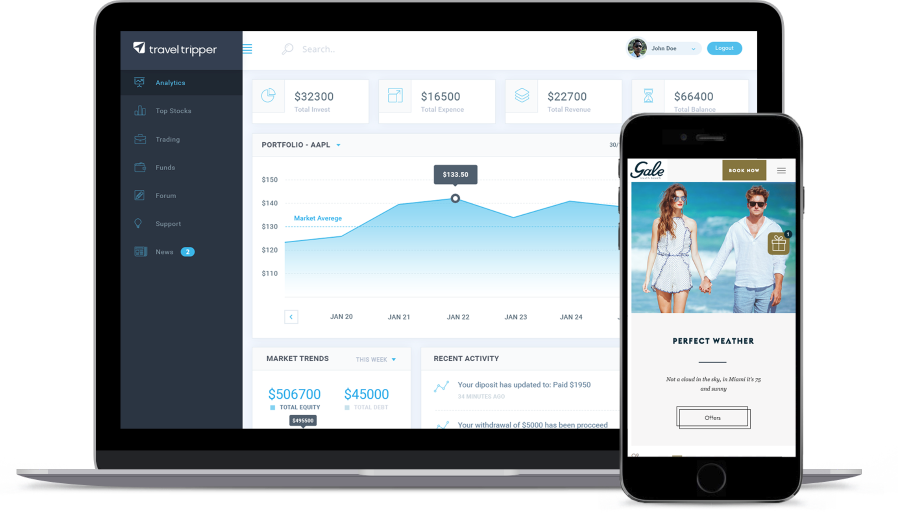 travel tripper
Search..
John Doe
Logout
Analytics
Top Stocks
Trading
Funds
Forum
Support
News 2
$32300
Total Invest
$16500
Total Expence
$22700
Total Revenue
$66400
Total Balance
PORTFOLIO - AAPL
30/
$133.50
$150
$140
Market Averege
$130
$120
$110
JAN 20 JAN 21 JAN 22 JAN 23 JAN 24
MARKET TRENDS THIS WEEK
$506700 $45000
TOTAL EQUITY TOTAL DEBT
$495500
RECENT ACTIVITY
Your diposit has updated to: Paid $1950
34 MINUTES AGO
Your withdrawal of $5000 has been procceed
Gale
BOOK NOW
1
PERFECT WEATHER
Not a cloud in the sky, in Miami it's 75
and sunny
Offers